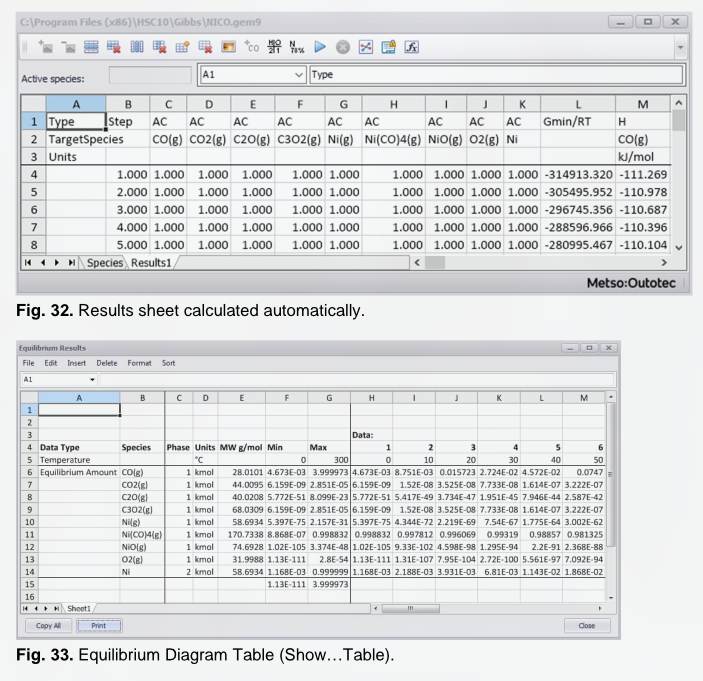 C:\Program Files (x86)\HSC10\Gibbs\NICO.gem9
CO H2O 2/1 N 78% fx
Active species: A1 Type
A B C D E F G H I J K L M
1 Type Step AC AC AC AC AC AC AC AC AC Gmin/RT H
2 TargetSpecies CO(g) CO2(g) C2O(g) C3O2(g) Ni(g) Ni(CO)4(g) NiO(g) O2(g) Ni CO(g)
3 Units kJ/mol
4 1.000 1.000 1.000 1.000 1.000 1.000 1.000 1.000 1.000 1.000 -314913.320 -111.269
5 2.000 1.000 1.000 1.000 1.000 1.000 1.000 1.000 1.000 1.000 -305495.952 -110.978
6 3.000 1.000 1.000 1.000 1.000 1.000 1.000 1.000 1.000 1.000 -296745.356 -110.687
7 4.000 1.000 1.000 1.000 1.000 1.000 1.000 1.000 1.000 1.000 -288596.966 -110.396
8 5.000 1.000 1.000 1.000 1.000 1.000 1.000 1.000 1.000 1.000 -280995.467 -110.104
Species Results1
Metso:Outotec
Fig. 32. Results sheet calculated automatically.
Equilibrium Results
File Edit Insert Delete Format Sort
A1
A B C D E F G H I J K L M
1
2
3 Data:
4 Data Type Species Phase Units MW g/mol Min Max 1 2 3 4 5 6
5 Temperature °C 0 300 0 10 20 30 40 50
6 Equilibrium Amount CO(g) 1 kmol 28.0101 4.673E-03 3.999973 4.673E-03 8.751E-03 0.015723 2.724E-02 4.572E-02 0.0747
7 CO2(g) 1 kmol 44.0095 6.159E-09 2.851E-05 6.159E-09 1.52E-08 3.525E-08 7.733E-08 1.614E-07 3.222E-07
8 C2O(g) 1 kmol 40.0208 5.772E-51 8.099E-23 5.772E-51 5.417E-49 3.734E-47 1.951E-45 7.946E-44 2.587E-42
9 C3O2(g) 1 kmol 68.0309 6.159E-09 2.851E-05 6.159E-09 1.52E-08 3.525E-08 7.733E-08 1.614E-07 3.222E-07
10 Ni(g) 1 kmol 58.6934 5.397E-75 2.157E-31 5.397E-75 4.344E-72 2.219E-69 7.54E-67 1.775E-64 3.002E-62
11 Ni(CO)4(g) 1 kmol 170.7338 8.868E-07 0.998832 0.998832 0.997812 0.996069 0.99319 0.98857 0.981325
12 NiO(g) 1 kmol 74.6928 1.02E-105 3.374E-48 1.02E-105 9.33E-102 4.598E-98 1.295E-94 2.2E-91 2.368E-88
13 O2(g) 1 kmol 31.9988 1.13E-111 2.8E-54 1.13E-111 1.31E-107 7.95E-104 2.72E-100 5.561E-97 7.092E-94
14 Ni 2 kmol 58.6934 1.168E-03 0.999999 1.168E-03 2.188E-03 3.931E-03 6.81E-03 1.143E-02 1.868E-02
15 1.13E-111 3.999973
16
Sheet1
Copy All Print Close
Fig. 33. Equilibrium Diagram Table (Show…Table).